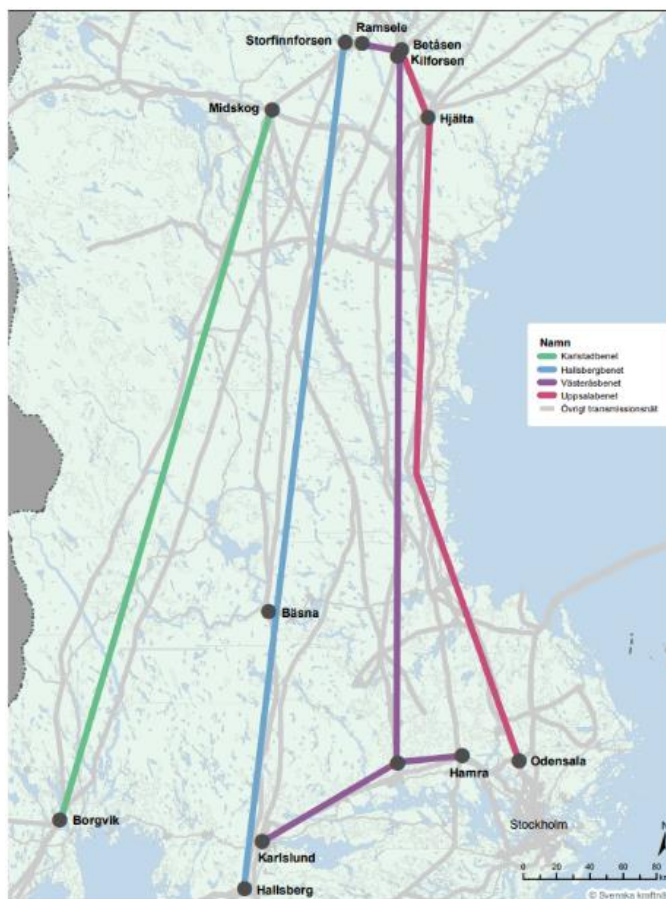 Ramsele
Storfinnforsen
Betåsen
Kilforsen
Midskog
Hjälta
Namn
Karlstadbenet
Hallsbergbenet
Västeråsbenet
Uppsalabenet
Övrigt transmissionsnät
Bäsna
Odensala
Hamra
Borgvik
Stockholm
Karlslund
N
0 20 40 60 80
Hallsberg
© Svenska kraftnät